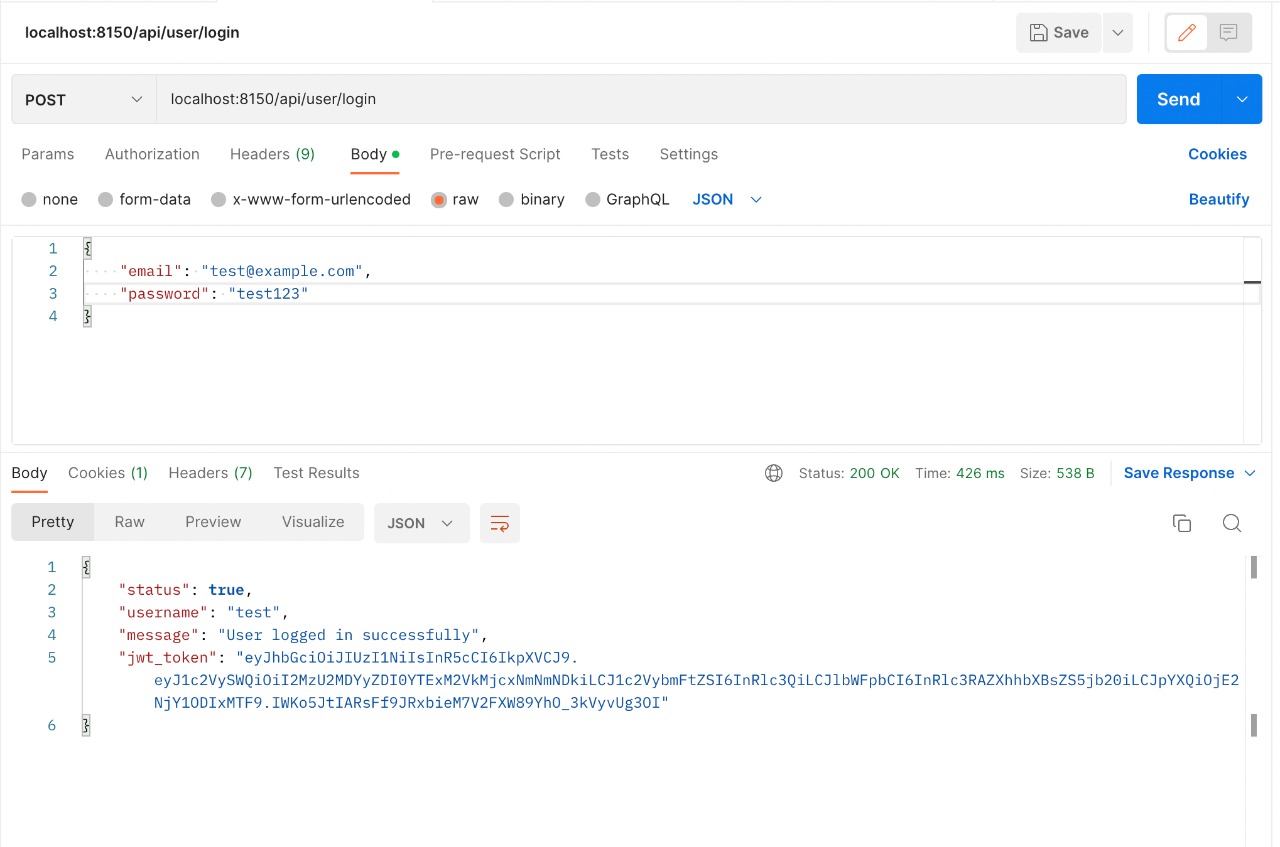 localhost:8150/api/user/login
Save
POST
localhost:8150/api/user/login
Send
Params Authorization Headers (9) Body Pre-request Script Tests Settings Cookies
none form-data x-www-form-urlencoded raw binary GraphQL JSON Beautify
1 {
2 "email": "test@example.com",
3 "password": "test123"
4 }
Body Cookies (1) Headers (7) Test Results Status: 200 OK Time: 426 ms Size: 538 B Save Response
Pretty Raw Preview Visualize JSON
1 {
2 "status": true,
3 "username": "test",
4 "message": "User logged in successfully",
5 "jwt_token": "eyJhbGciOiJIUzI1NiIsInR5cCI6IkpXVCJ9.
eyJ1c2VySWQiOiI2MzU2MDYyZDI0YTExM2VkMjcxNmNmNDkiLCJ1c2VybmFtZSI6InRlc3QiLCJlbWFpbCI6InRlc3RAZXhhbXBsZS5jb20iLCJpYXQiOjE2
NjY1ODIxMTF9.IWKo5JtIARsFf9JRxbieM7V2FXW89YhO_3kVyvUg3OI"
6 }